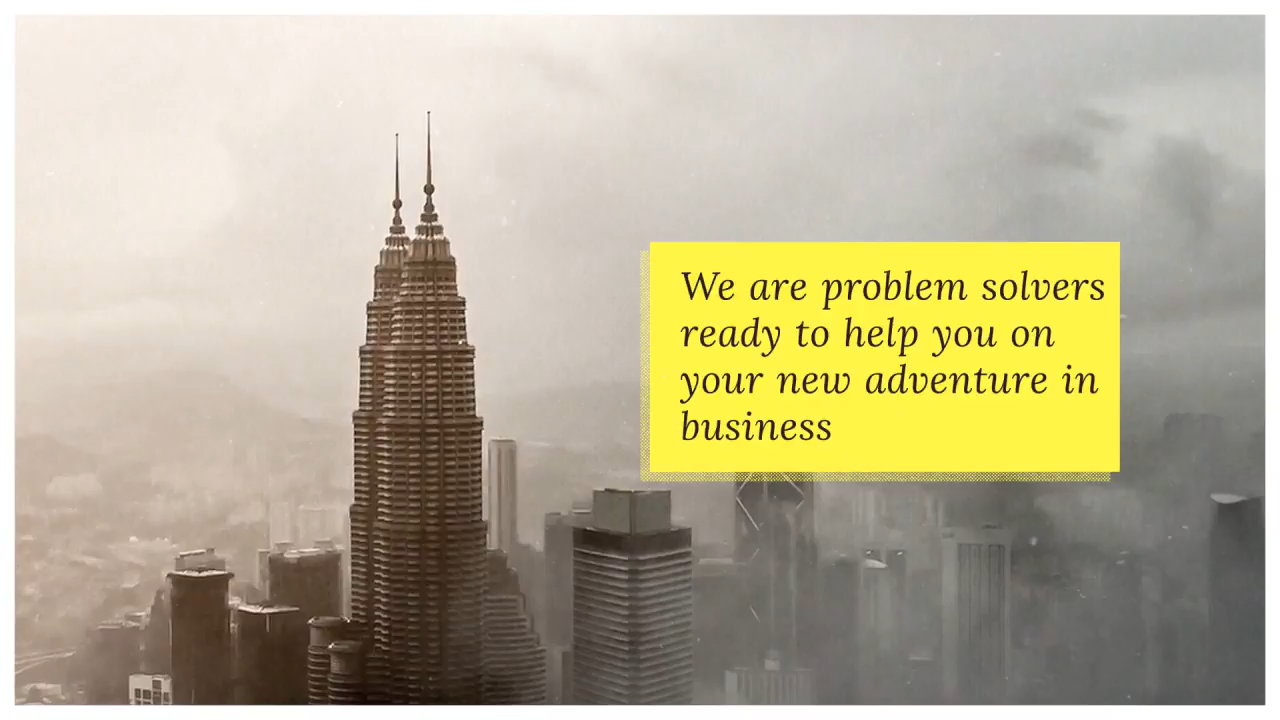 We are problem solvers
ready to help you on
your new adventure in
business